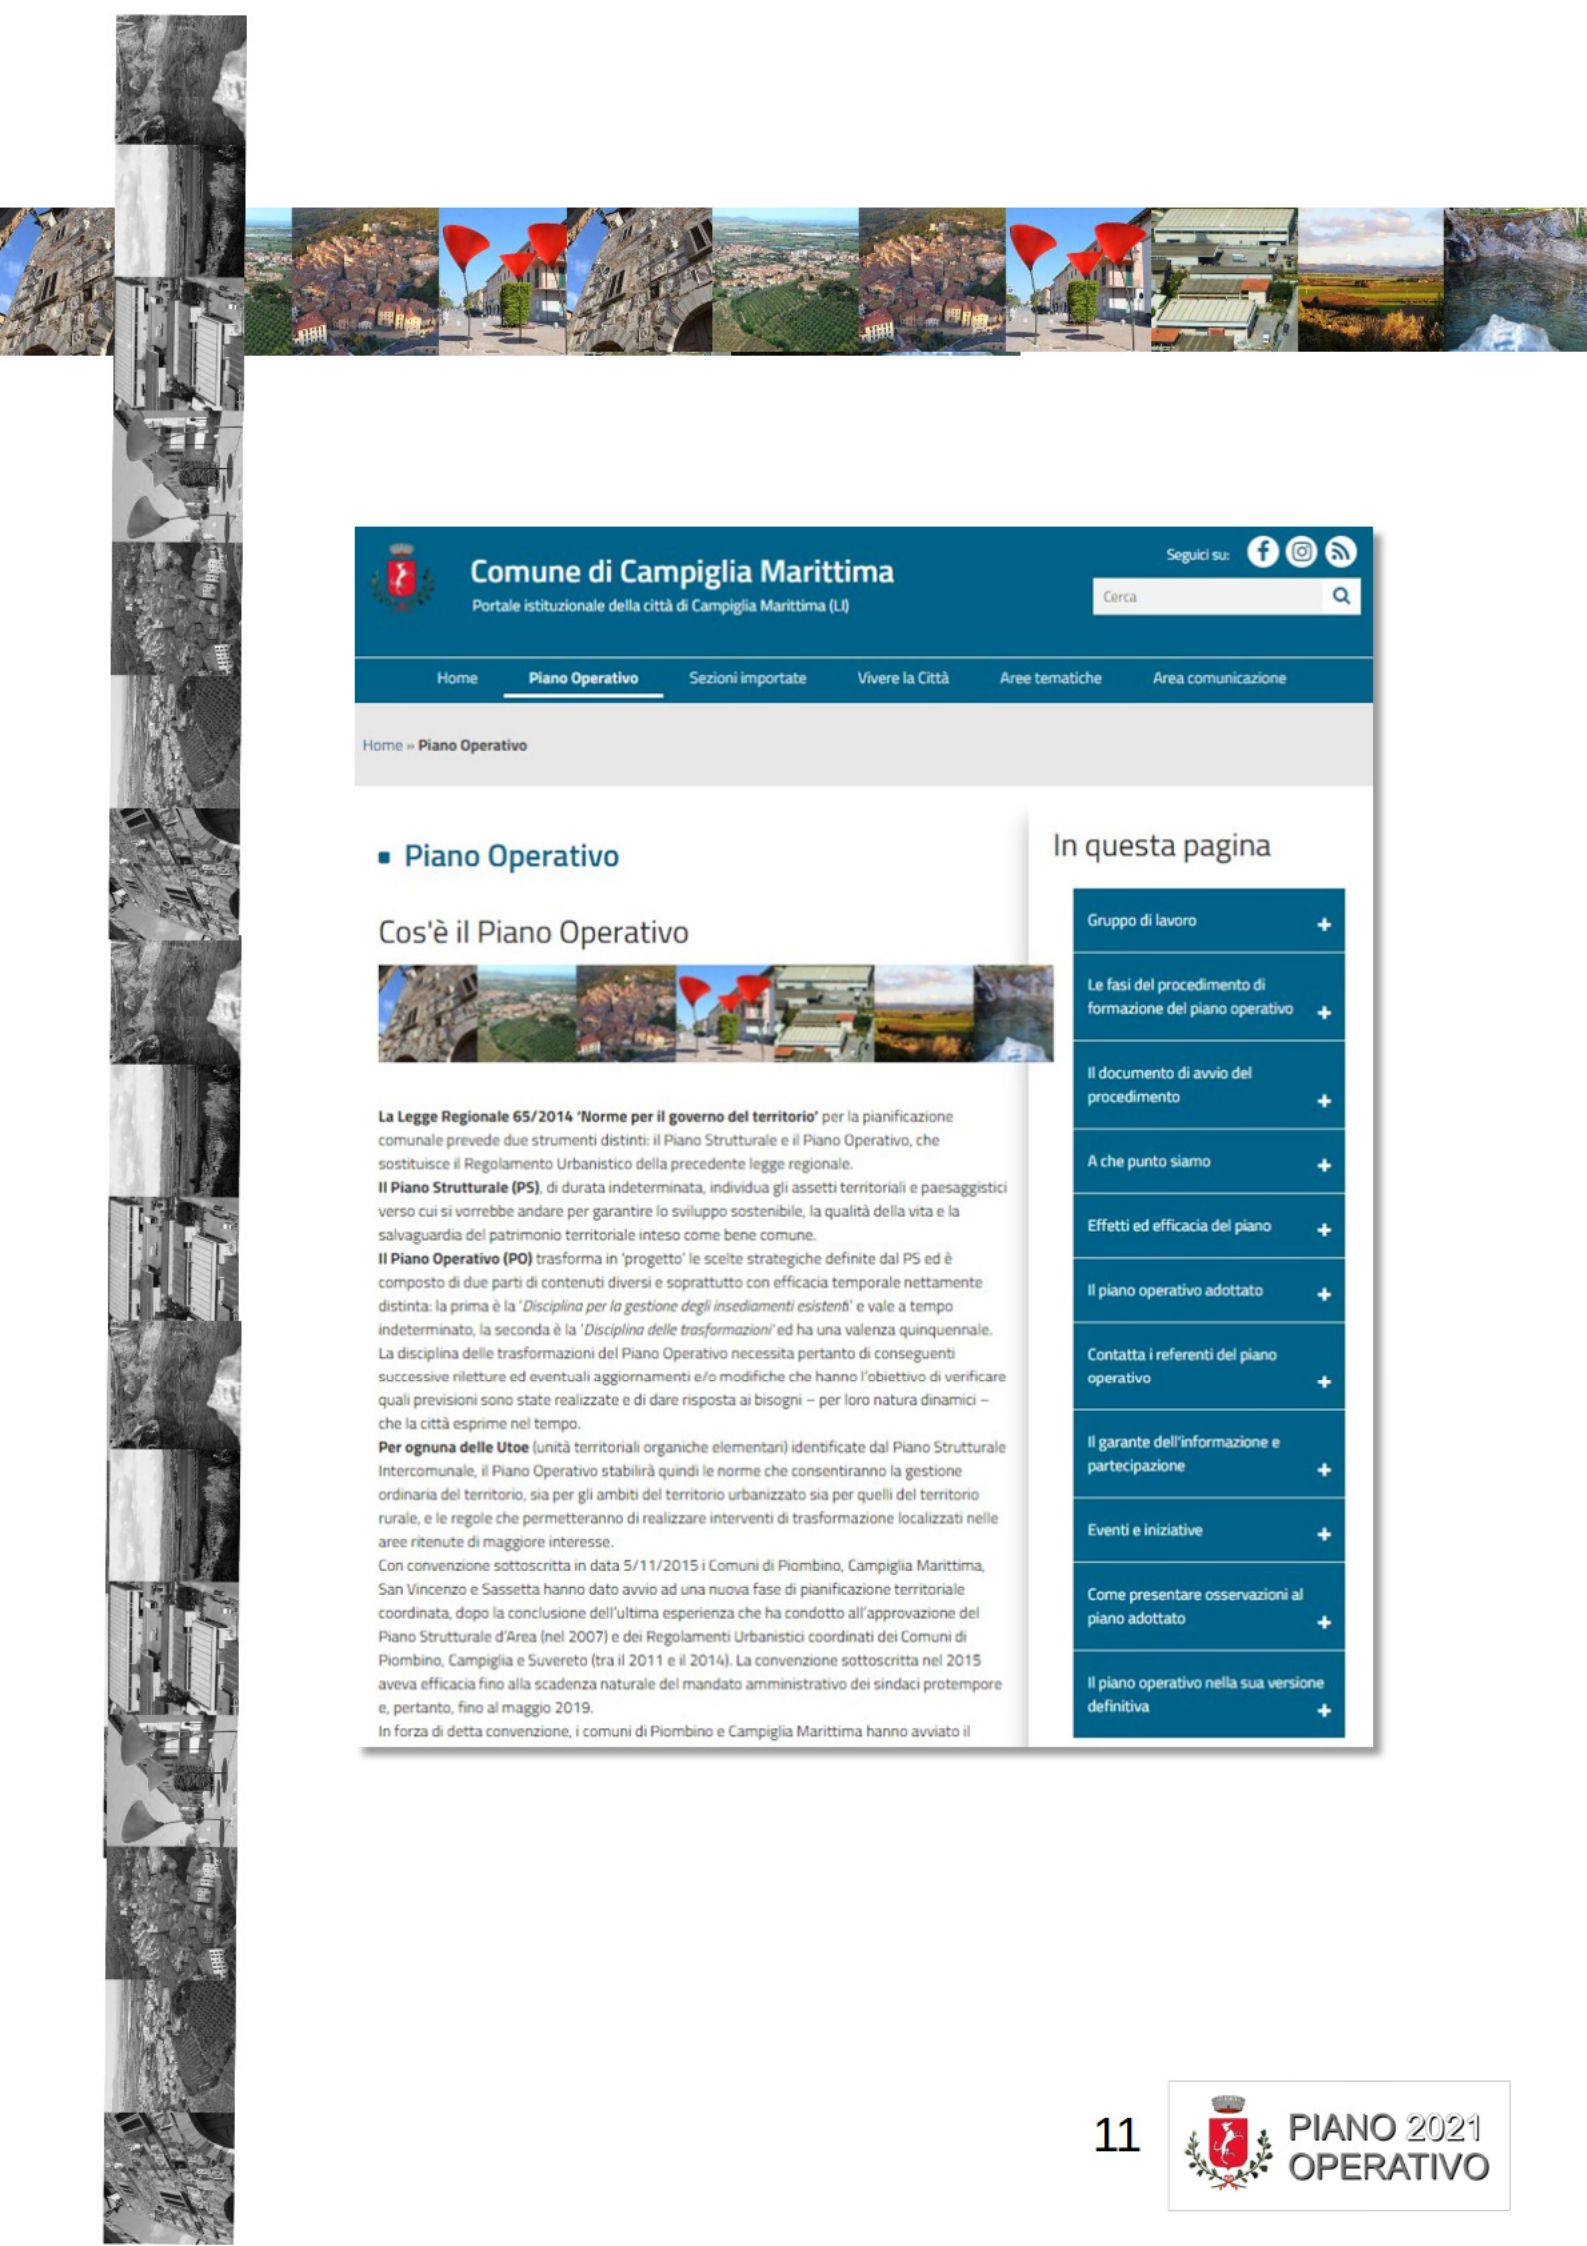 Comune di Campiglia Marittima
Portale istituzionale della città di Campiglia Marittima (LI)
Seguici su:
Cerca
Home Piano Operativo Sezioni importate Vivere la Città Aree tematiche Area comunicazione
Home » Piano Operativo
Piano Operativo
Cos'è il Piano Operativo
La Legge Regionale 65/2014 'Norme per il governo del territorio' per la pianificazione
comunale prevede due strumenti distinti: il Piano Strutturale e il Piano Operativo, che
sostituisce il Regolamento Urbanistico della precedente legge regionale.
Il Piano Strutturale (PS), di durata indeterminata, individua gli assetti territoriali e paesaggistici
verso cui si vorrebbe andare per garantire lo sviluppo sostenibile, la qualità della vita e la
salvaguardia del patrimonio territoriale inteso come bene comune.
Il Piano Operativo (PO) trasforma in 'progetto' le scelte strategiche definite dal PS ed è
composto di due parti di contenuti diversi e soprattutto con efficacia temporale nettamente
distinta: la prima è la 'Disciplina per la gestione degli insediamenti esistenti' e vale a tempo
indeterminato, la seconda è la 'Disciplina delle trasformazioni' ed ha una valenza quinquennale.
La disciplina delle trasformazioni del Piano Operativo necessita pertanto di conseguenti
successive riletture ed eventuali aggiornamenti e/o modifiche che hanno l'obiettivo di verificare
quali previsioni sono state realizzate e di dare risposta ai bisogni – per loro natura dinamici –
che la città esprime nel tempo.
Per ognuna delle Utoe (unità territoriali organiche elementari) identificate dal Piano Strutturale
Intercomunale, il Piano Operativo stabilirà quindi le norme che consentiranno la gestione
ordinaria del territorio, sia per gli ambiti del territorio urbanizzato sia per quelli del territorio
rurale, e le regole che permetteranno di realizzare interventi di trasformazione localizzati nelle
aree ritenute di maggiore interesse.
Con convenzione sottoscritta in data 5/11/2015 i Comuni di Piombino, Campiglia Marittima,
San Vincenzo e Sassetta hanno dato avvio ad una nuova fase di pianificazione territoriale
coordinata, dopo la conclusione dell'ultima esperienza che ha condotto all'approvazione del
Piano Strutturale d'Area (nel 2007) e dei Regolamenti Urbanistici coordinati dei Comuni di
Piombino, Campiglia e Suvereto (tra il 2011 e il 2014). La convenzione sottoscritta nel 2015
aveva efficacia fino alla scadenza naturale del mandato amministrativo dei sindaci protempore
e, pertanto, fino al maggio 2019.
In forza di detta convenzione, i comuni di Piombino e Campiglia Marittima hanno avviato il
In questa pagina
Gruppo di lavoro
Le fasi del procedimento di
formazione del piano operativo
Il documento di avvio del
procedimento
A che punto siamo
Effetti ed efficacia del piano
Il piano operativo adottato
Contatta i referenti del piano
operativo
Il garante dell'informazione e
partecipazione
Eventi e iniziative
Come presentare osservazioni al
piano adottato
Il piano operativo nella sua versione
definitiva
11
PIANO 2021
OPERATIVO